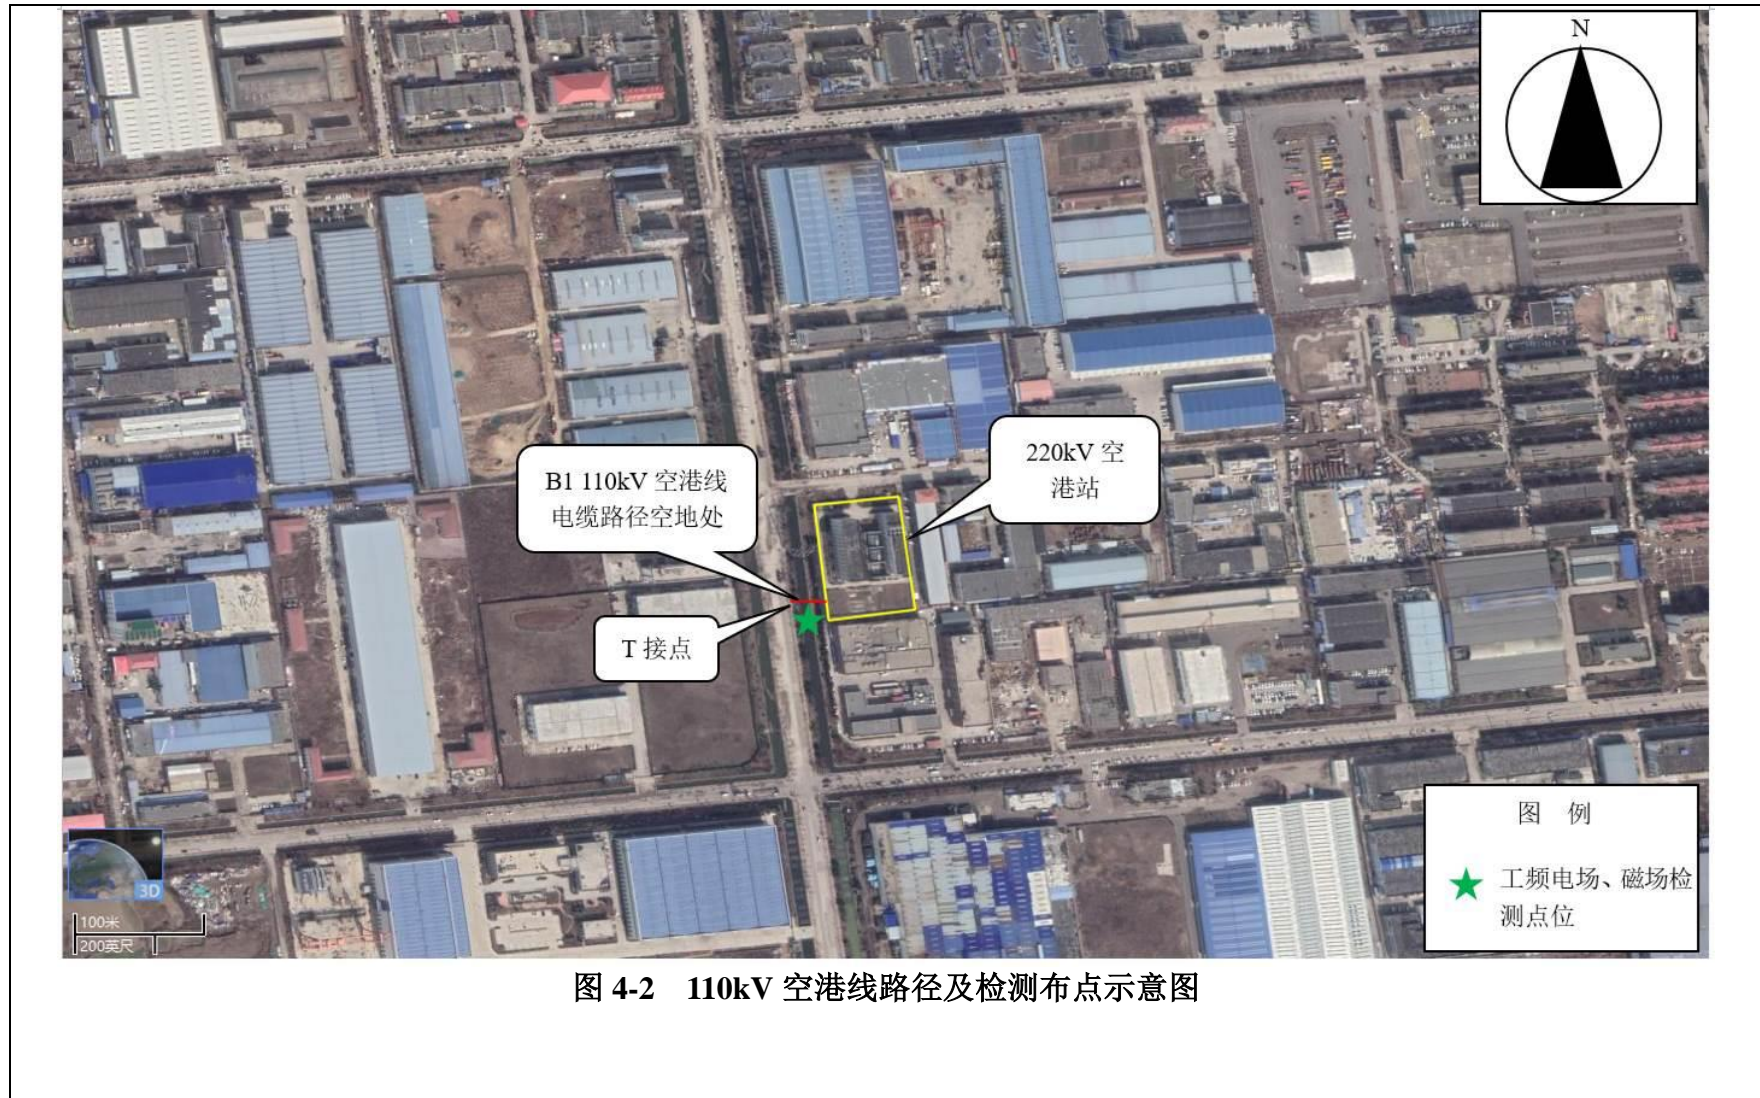 N
220kV 空
港站
B1 110kV 空港线
电缆路径空地处
T 接点
图 例
工频电场、磁场检
测点位
3D
100米
200英尺
图 4-2 110kV 空港线路径及检测布点示意图